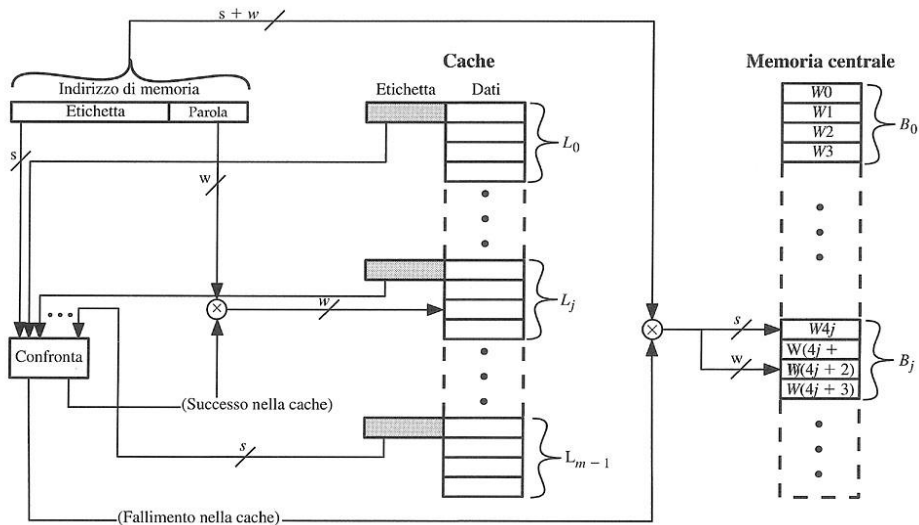 s + w
Cache
Memoria centrale
Indirizzo di memoria
Etichetta
Parola
Etichetta
Dati
W0
W1
W2
W3
B0
L0
s
w
Lj
w
Confronta
(Successo nella cache)
s
w
W4j
W(4j +
W(4j + 2)
W(4j + 3)
Bj
s
Lm – 1
(Fallimento nella cache)